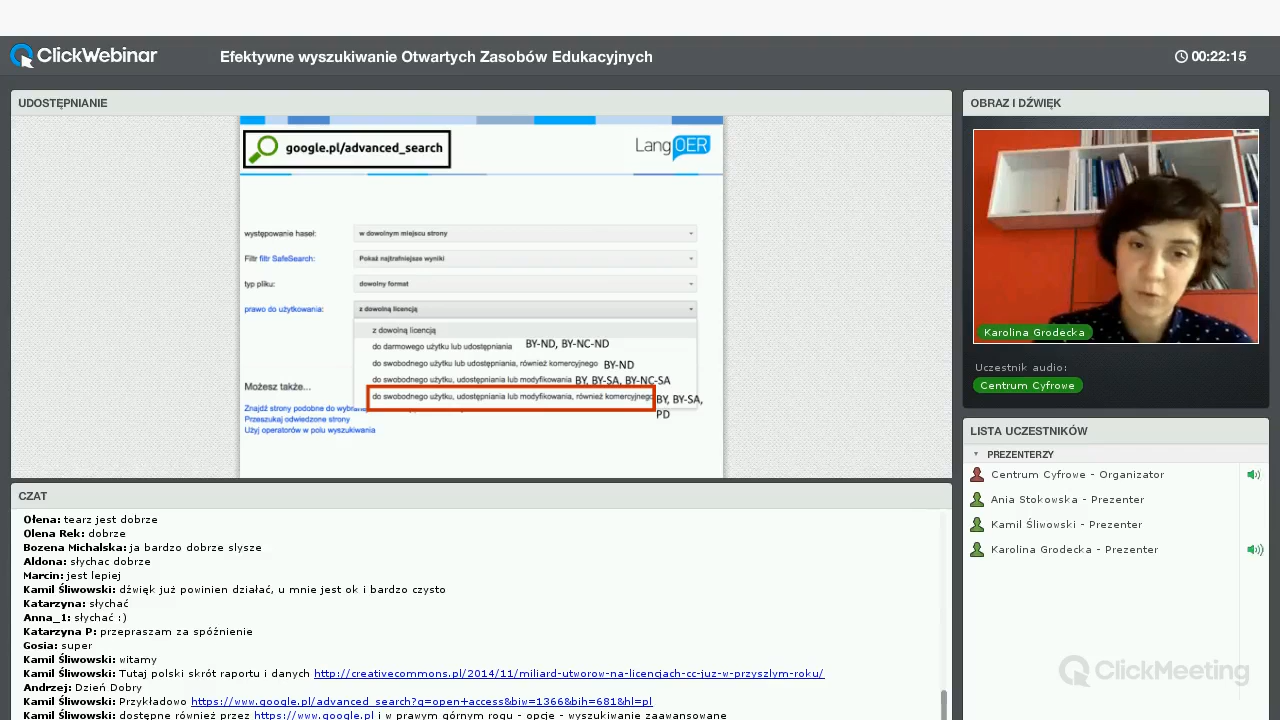 ClickWebinar
Efektywne wyszukiwanie Otwartych Zasobów Edukacyjnych
00:22:15
UDOSTĘPNIANIE
google.pl/advanced_search
LangOER
występowanie haseł:
w dowolnym miejscu strony
Filtr filtr SafeSearch:
Pokaż najtrafniejsze wyniki
typ pliku:
dowolny format
prawo do użytkowania:
z dowolną licencją
z dowolną licencją
do darmowego użytku lub udostępniania BY-ND, BY-NC-ND
do swobodnego użytku lub udostępniania, również komercyjnego BY-ND
do swobodnego użytku, udostępniania lub modyfikowania BY, BY-SA, BY-NC-SA
do swobodnego użytku, udostępniania lub modyfikowania, również komercyjnego BY, BY-SA,
PD
Możesz także...
Znajdź strony podobne do
Przeszukaj odwiedzone strony
Użyj operatorów w polu wyszukiwania
OBRAZ I DŹWIĘK
Karolina Grodecka
Uczestnik audio:
Centrum Cyfrowe
LISTA UCZESTNIKÓW
PREZENTERZY
Centrum Cyfrowe - Organizator
Ania Stokowska - Prezenter
Kamil Śliwowski - Prezenter
Karolina Grodecka - Prezenter
ClickMeeting
CZAT
Ołena: tearz jest dobrze
Olena Rek: dobrze
Bozena Michalska: ja bardzo dobrze slysze
Aldona: słychac dobrze
Marcin: jest lepiej
Kamil Śliwowski: dźwięk już powinien działać, u mnie jest ok i bardzo czysto
Katarzyna: słychać
Anna_1: słychać :)
Katarzyna P: przepraszam za spóźnienie
Gosia: super
Kamil Śliwowski: witamy
Kamil Śliwowski: Tutaj polski skrót raportu i danych http://creativecommons.pl/2014/11/miliard-utworow-na-licencjach-cc-juz-w-przyszlym-roku/
Andrzej: Dzień Dobry
Kamil Śliwowski: Przykładowo https://www.google.pl/advanced_search?q=open+access&biw=1366&bih=681&hl=pl
Kamil Śliwowski: dostępne również przez https://www.google.pl i w prawym górnym rogu - opcje - wyszukiwanie zaawansowane